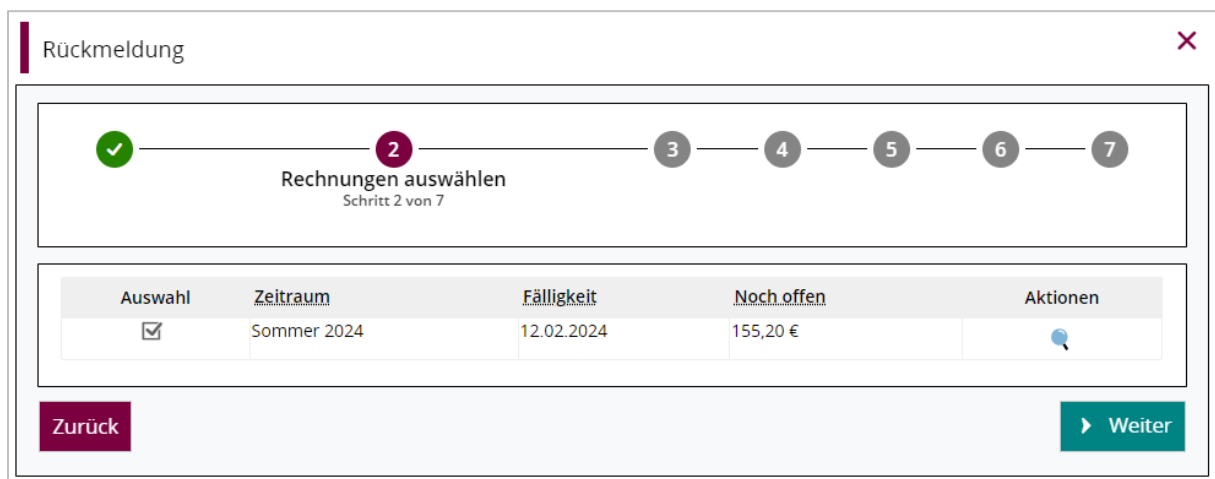 Rückmeldung
2 3 4 5 6 7
Rechnungen auswählen
Schritt 2 von 7
Auswahl Zeitraum Fälligkeit Noch offen Aktionen
Sommer 2024 12.02.2024 155,20 €
Zurück Weiter